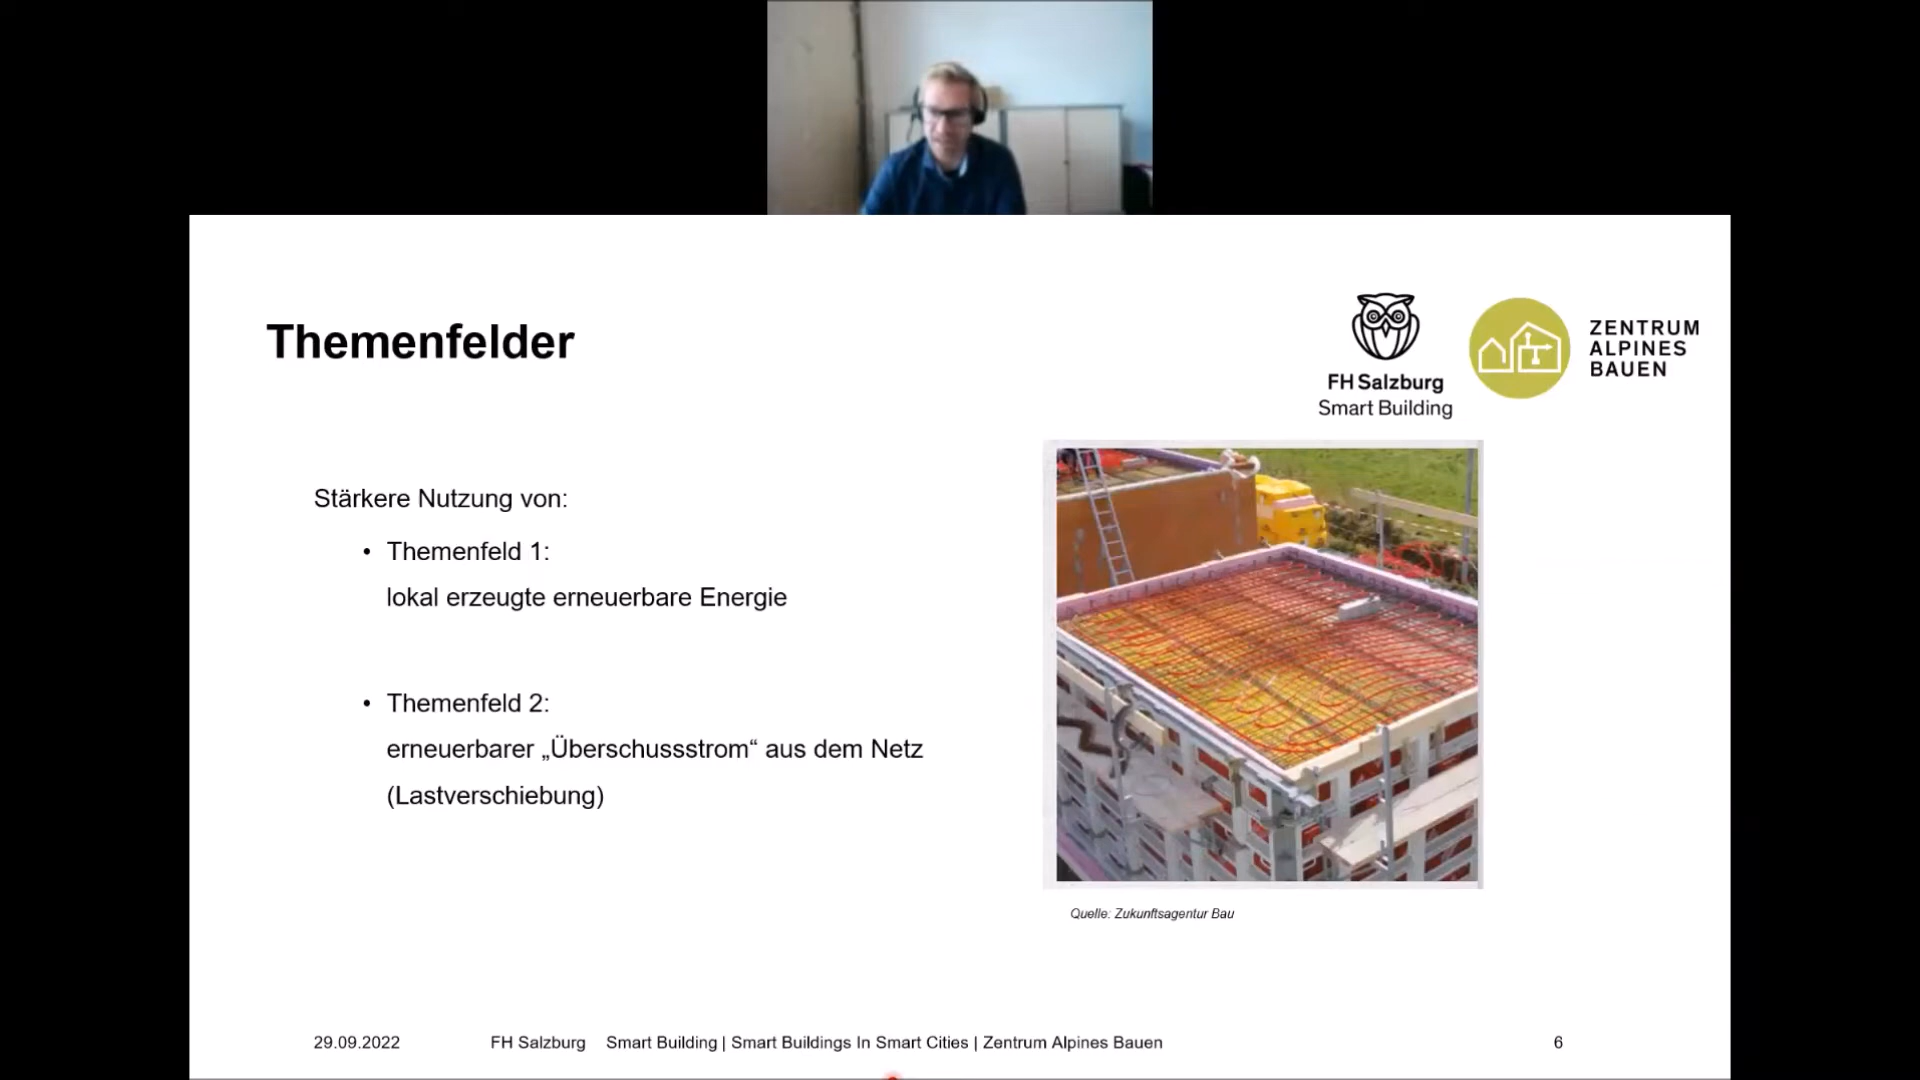 Themenfelder
FH Salzburg
Smart Building
ZENTRUM
ALPINES
BAUEN
Stärkere Nutzung von:
• Themenfeld 1:
lokal erzeugte erneuerbare Energie
• Themenfeld 2:
erneuerbarer „Überschussstrom“ aus dem Netz
(Lastverschiebung)
Quelle: Zukunftsagentur Bau
29.09.2022 FH Salzburg Smart Building | Smart Buildings In Smart Cities | Zentrum Alpines Bauen 6